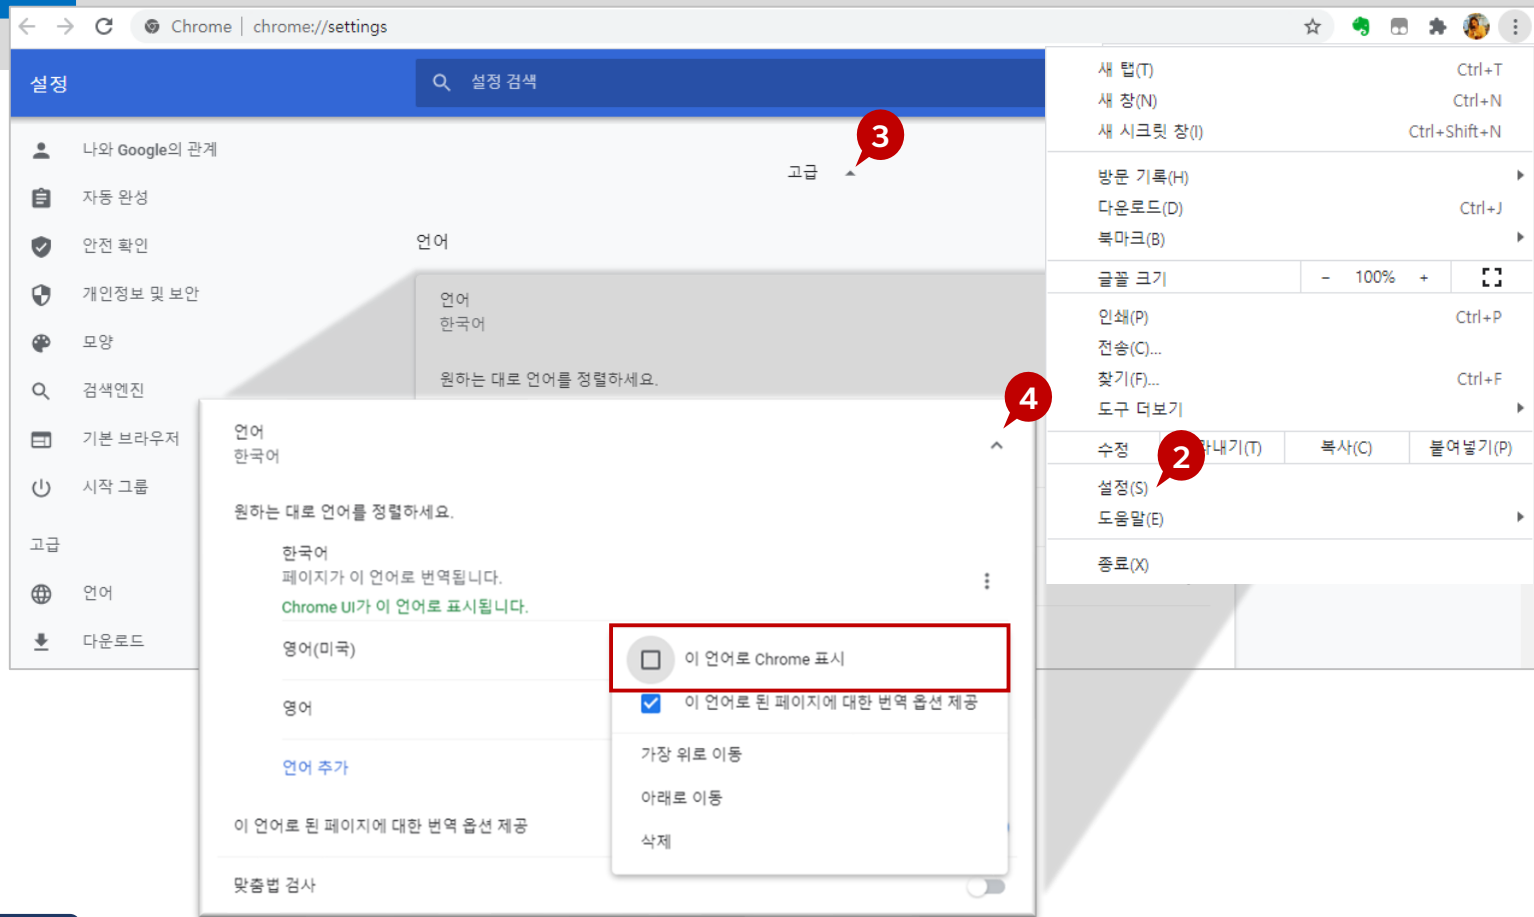 Chrome | chrome://settings
설정
설정 검색
나와 Google의 관계
자동 완성
안전 확인
개인정보 및 보안
모양
검색엔진
기본 브라우저
시작 그룹
고급
언어
다운로드
고급
3
언어
언어
한국어
원하는 대로 언어를 정렬하세요.
4
언어
한국어
원하는 대로 언어를 정렬하세요.
한국어
페이지가 이 언어로 번역됩니다.
Chrome UI가 이 언어로 표시됩니다.
영어(미국)
영어
언어 추가
이 언어로 된 페이지에 대한 번역 옵션 제공
맞춤법 검사
이 언어로 Chrome 표시
이 언어로 된 페이지에 대한 번역 옵션 제공
가장 위로 이동
아래로 이동
삭제
새 탭(T) Ctrl+T
새 창(N) Ctrl+N
새 시크릿 창(I) Ctrl+Shift+N
방문 기록(H)
다운로드(D) Ctrl+J
북마크(B)
글꼴 크기 - 100% +
인쇄(P) Ctrl+P
전송(C)...
찾기(F)... Ctrl+F
도구 더보기
수정 복사(C) 붙여넣기(P)
2
설정(S)
도움말(E)
종료(X)